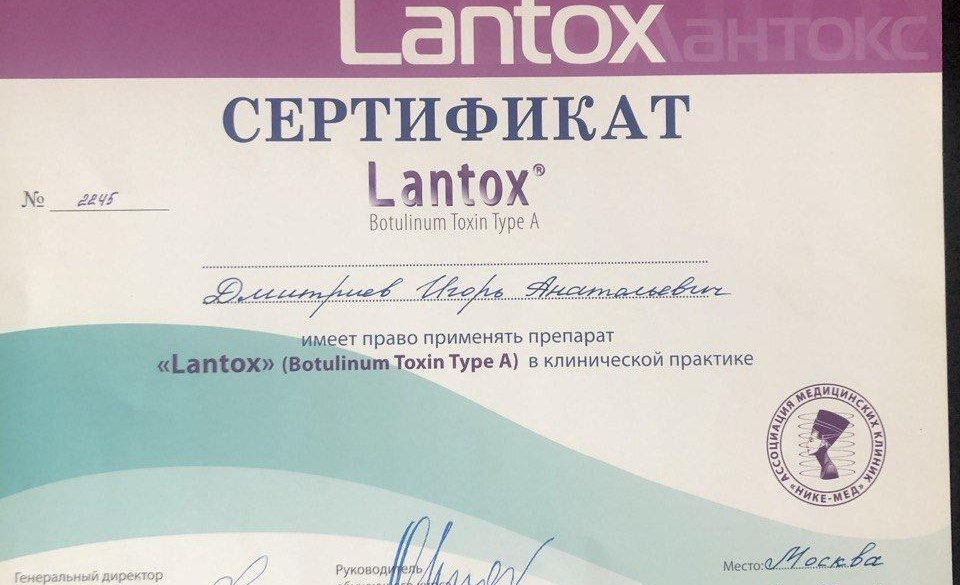 Lantox Лантокс
СЕРТИФИКАТ
Lantox®
№ 2245
Botulinum Toxin Type A
Дмитриев Игорь Анатольевич
имеет право применять препарат
«Lantox» (Botulinum Toxin Type A) в клинической практике
АССОЦИАЦИЯ МЕДИЦИНСКИХ КЛИНИК
«НИКЕ-МЕД»
Генеральный директор
Руководитель
Место: Москва